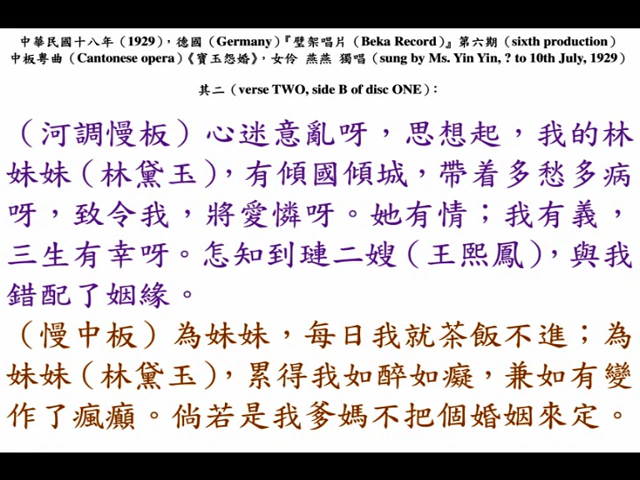 中華民國十八年（1929），德國（Germany）『璧架唱片（Beka Record）』第六期（sixth production）
中板粵曲（Cantonese opera）《寶玉怨婚》，女伶 燕燕 獨唱（sung by Ms. Yin Yin, ? to 10th July, 1929）
其二（verse TWO, side B of disc ONE）：
（河調慢板）心迷意亂呀，思想起，我的林
妹妹（林黛玉），有傾國傾城，帶着多愁多病
呀，致令我，將愛憐呀。她有情；我有義，
三生有幸呀。怎知到璉二嫂（王熙鳳），與我
錯配了姻緣。
（慢中板）為妹妹，每日我就茶飯不進；為
妹妹（林黛玉），累得我如醉如癡，兼如有變
作了瘋癲。倘若是我爹媽不把個婚姻來定。